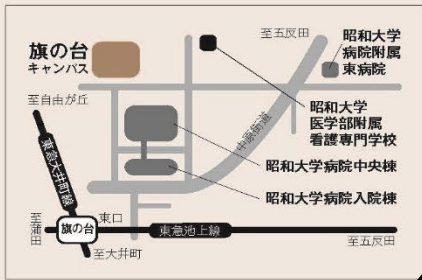 至五反田
昭和大学
病院附属
東病院
旗の台
キャンパス
至自由が丘
昭和大学
医学部附属
看護専門学校
中原街道
東急大井町線
昭和大学病院中央棟
昭和大学病院入院棟
至蒲田
旗の台
東口
東急池上線
至五反田
至大井町